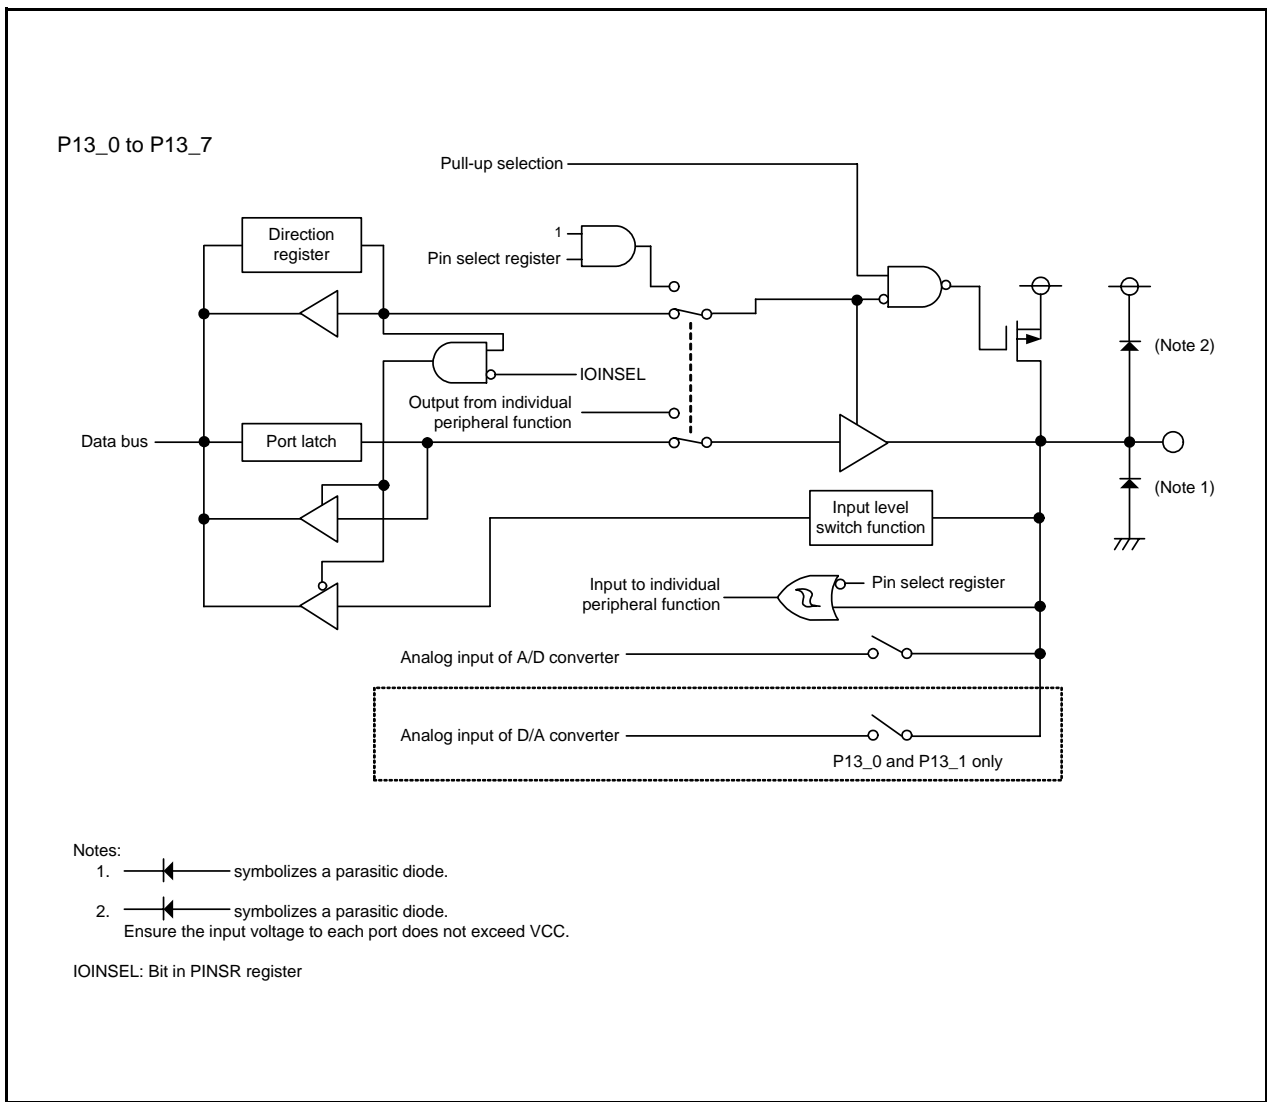 P13_0 to P13_7
Pull-up selection
Direction
register
1
Pin select register
(Note 2)
IOINSEL
Output from individual
peripheral function
Data bus
Port latch
(Note 1)
Input level
switch function
Input to individual
peripheral function
Pin select register
Analog input of A/D converter
Analog input of D/A converter
P13_0 and P13_1 only
Notes:
1. symbolizes a parasitic diode.
2. symbolizes a parasitic diode.
Ensure the input voltage to each port does not exceed VCC.
IOINSEL: Bit in PINSR register